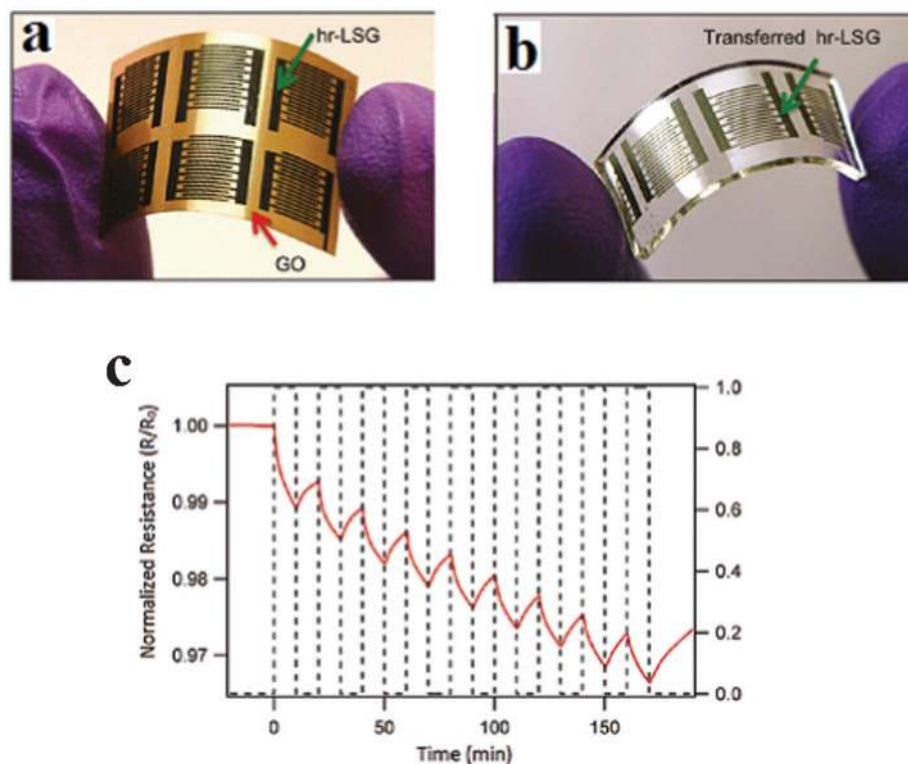 a
hr-LSG
GO
b
Transferred hr-LSG
c
Normalized Resistance (R/R₀)
1.00
0.99
0.98
0.97
1.0
0.8
0.6
0.4
0.2
0.0
0
50
100
150
Time (min)